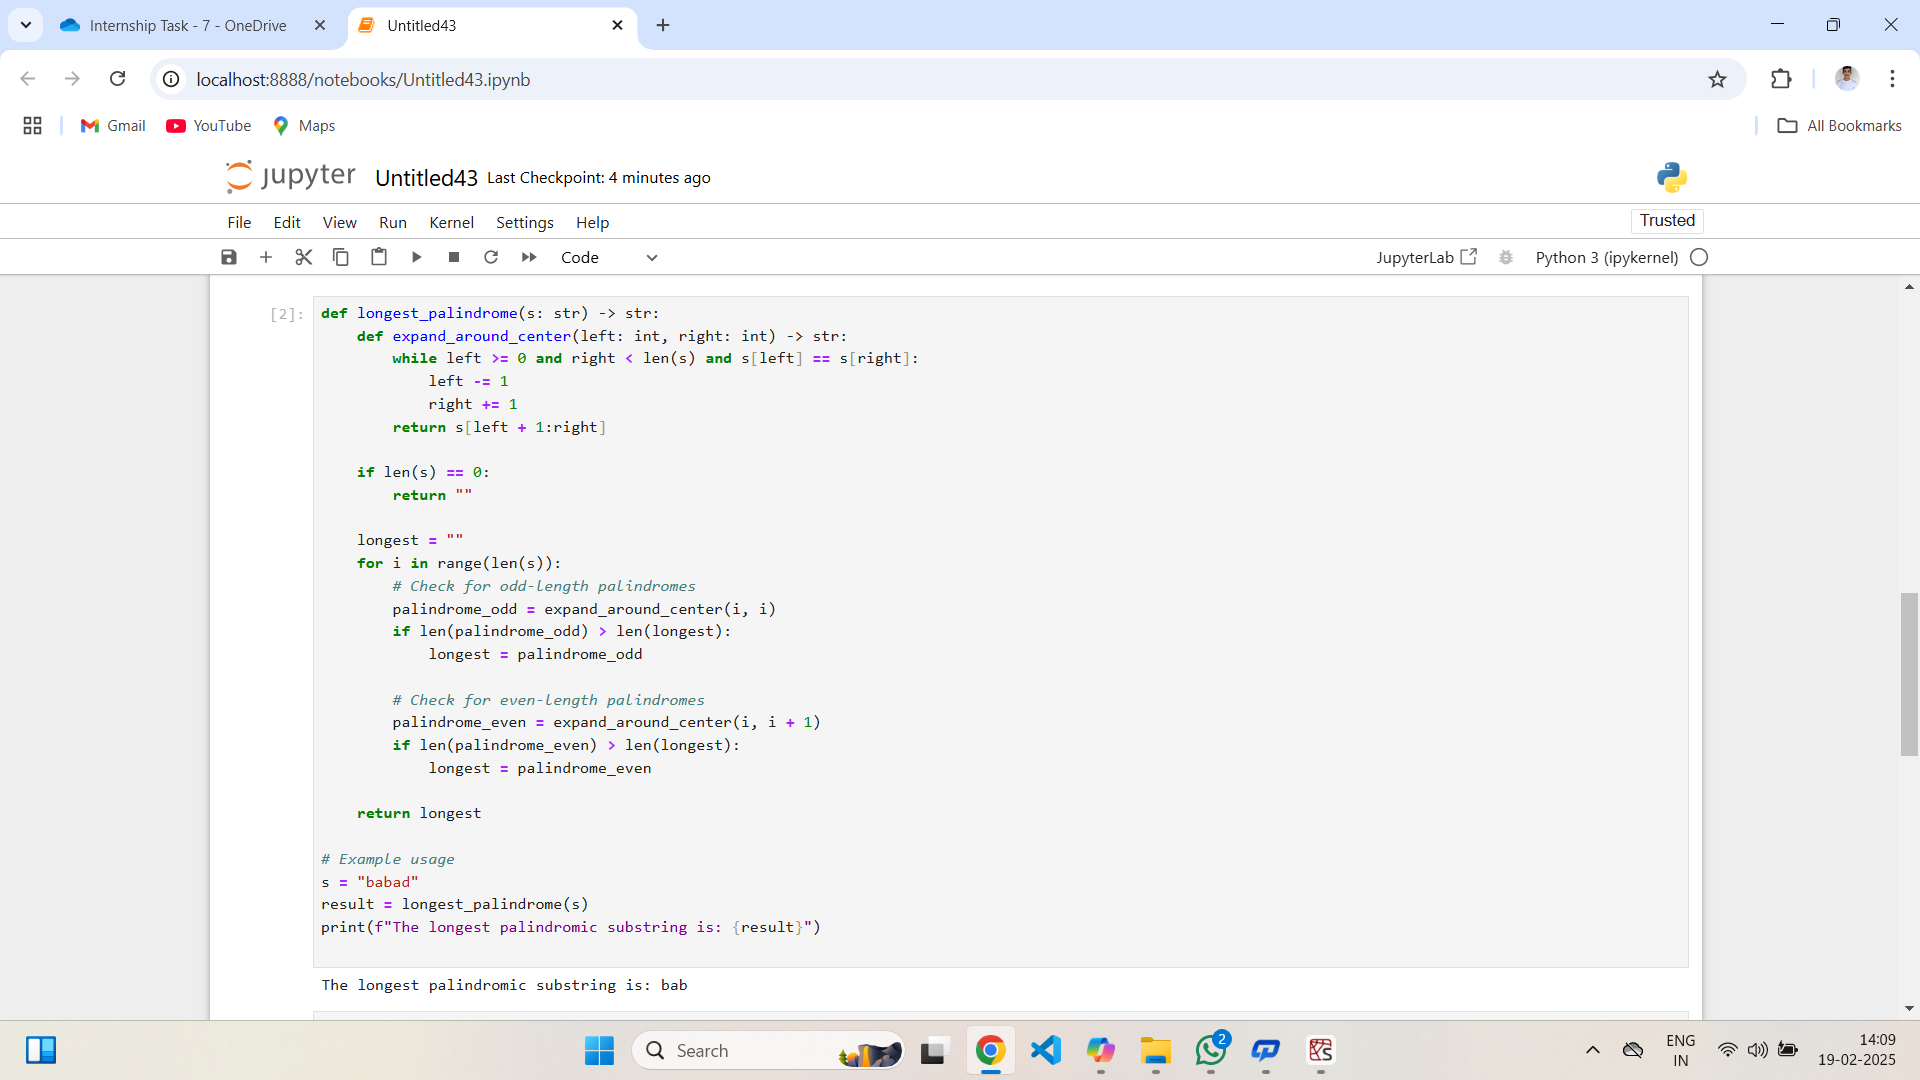 Internship Task - 7 - OneDrive
Untitled43
localhost:8888/notebooks/Untitled43.ipynb
Gmail
YouTube
Maps
All Bookmarks
jupyter Untitled43 Last Checkpoint: 4 minutes ago
File Edit View Run Kernel Settings Help
Trusted
Code
JupyterLab
Python 3 (ipykernel)
[2]:
def longest_palindrome(s: str) -> str:
    def expand_around_center(left: int, right: int) -> str:
        while left >= 0 and right < len(s) and s[left] == s[right]:
            left -= 1
            right += 1
        return s[left + 1:right]
    if len(s) == 0:
        return ""
    longest = ""
    for i in range(len(s)):
        # Check for odd-length palindromes
        palindrome_odd = expand_around_center(i, i)
        if len(palindrome_odd) > len(longest):
            longest = palindrome_odd
        # Check for even-length palindromes
        palindrome_even = expand_around_center(i, i + 1)
        if len(palindrome_even) > len(longest):
            longest = palindrome_even
    return longest
# Example usage
s = "babad"
result = longest_palindrome(s)
print(f"The longest palindromic substring is: {result}")
The longest palindromic substring is: bab
Search
2
ENG
IN
14:09
19-02-2025